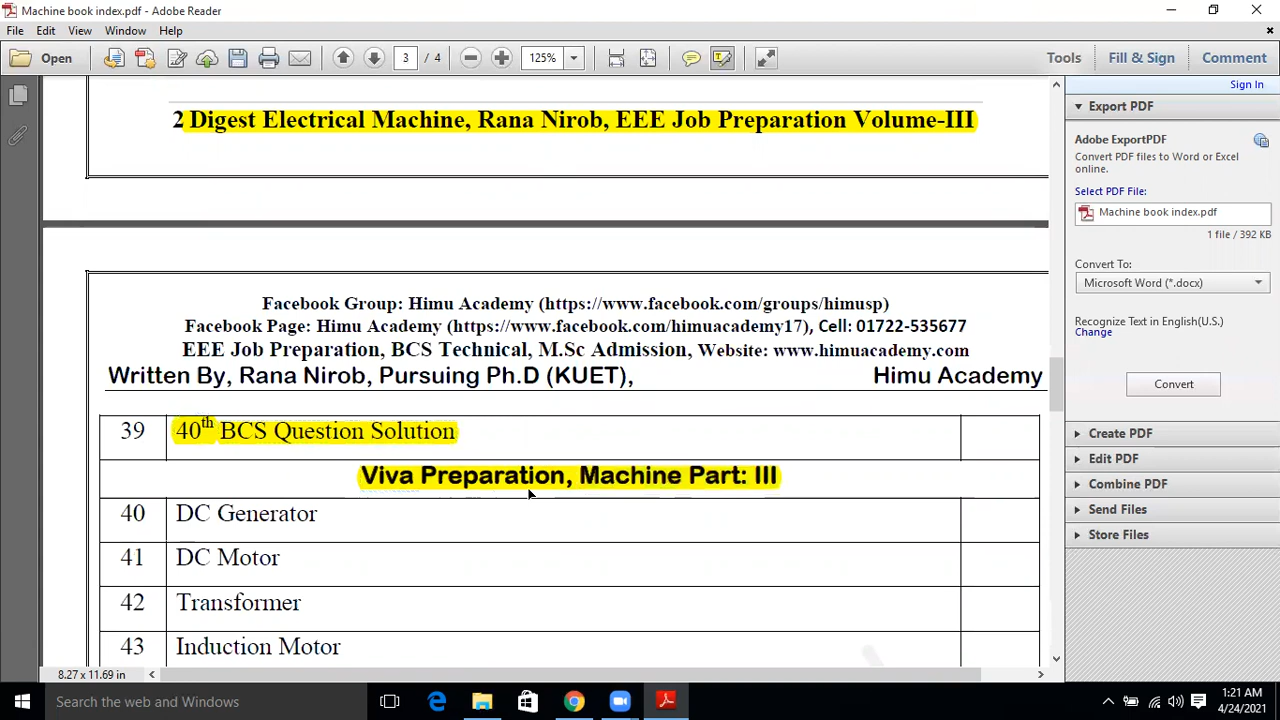 Machine book index.pdf - Adobe Reader
File Edit View Window Help
Open 3 / 4 125% Tools Fill & Sign Comment
Sign In
2 Digest Electrical Machine, Rana Nirob, EEE Job Preparation Volume-III
Facebook Group: Himu Academy (https://www.facebook.com/groups/himusp)
Facebook Page: Himu Academy (https://www.facebook.com/himuacademy17), Cell: 01722-535677
EEE Job Preparation, BCS Technical, M.Sc Admission, Website: www.himuacademy.com
Written By, Rana Nirob, Pursuing Ph.D (KUET), Himu Academy
39 40th BCS Question Solution
Viva Preparation, Machine Part: III
40 DC Generator
41 DC Motor
42 Transformer
43 Induction Motor
8.27 x 11.69 in
Export PDF
Adobe ExportPDF
Convert PDF files to Word or Excel
online.
Select PDF File:
Machine book index.pdf
1 file / 392 KB
Convert To:
Microsoft Word (*.docx)
Recognize Text in English(U.S.)
Change
Convert
Create PDF
Edit PDF
Combine PDF
Send Files
Store Files
Search the web and Windows
1:21 AM
4/24/2021